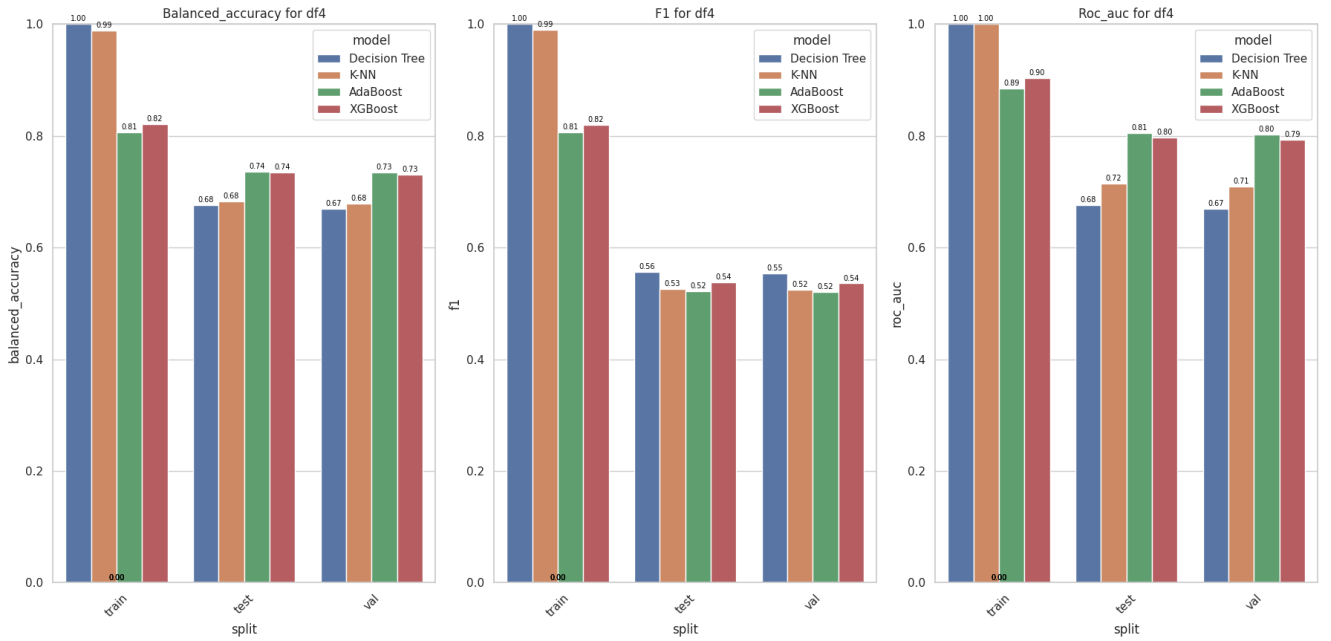 Balanced_accuracy for df4
1.0
0.8
0.6
0.4
0.2
0.0
balanced_accuracy
1.00
0.99
0.81
0.82
0.00
0.68
0.68
0.74
0.74
0.67
0.68
0.73
0.73
model
Decision Tree
K-NN
AdaBoost
XGBoost
train
test
val
split
F1 for df4
1.0
0.8
0.6
0.4
0.2
0.0
f1
1.00
0.99
0.81
0.82
0.00
0.56
0.53
0.52
0.54
0.55
0.52
0.52
0.54
model
Decision Tree
K-NN
AdaBoost
XGBoost
train
test
val
split
Roc_auc for df4
1.0
0.8
0.6
0.4
0.2
0.0
roc_auc
1.00
1.00
0.89
0.90
0.00
0.68
0.72
0.81
0.80
0.67
0.71
0.80
0.79
model
Decision Tree
K-NN
AdaBoost
XGBoost
train
test
val
split